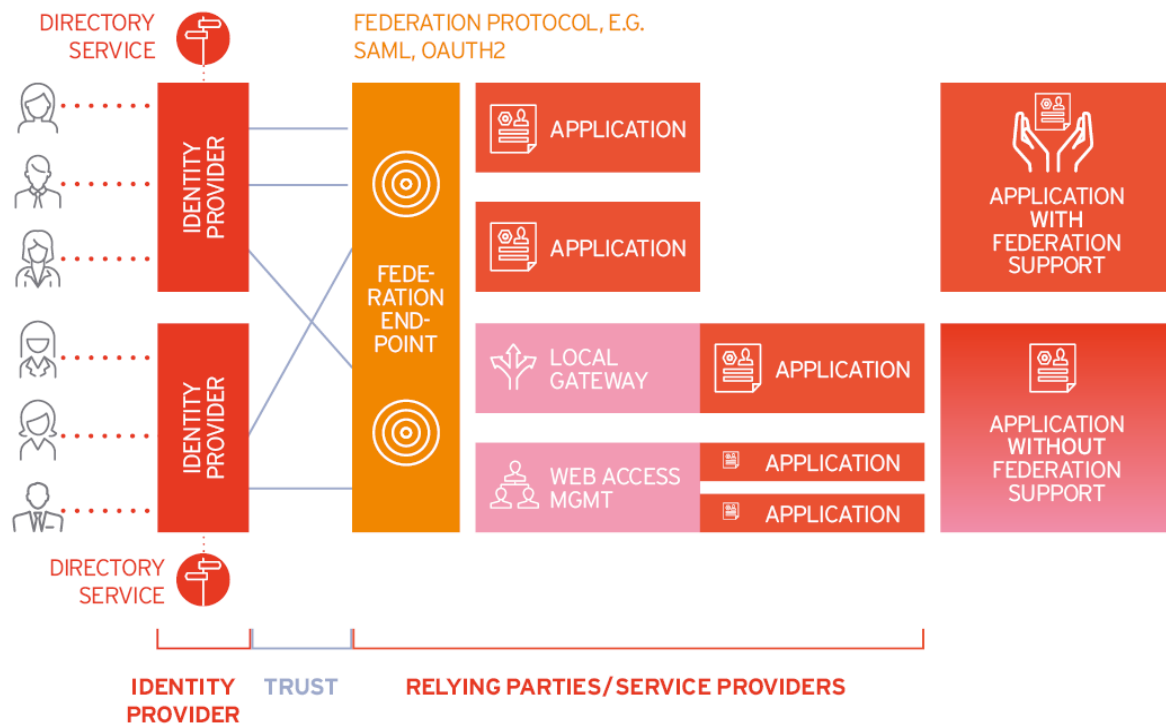 DIRECTORY
SERVICE
FEDERATION PROTOCOL, E.G.
SAML, OAUTH2
IDENTITY
PROVIDER
IDENTITY
PROVIDER
FEDE-
RATION
END-
POINT
APPLICATION
APPLICATION
LOCAL
GATEWAY
APPLICATION
WEB ACCESS
MGMT
APPLICATION
APPLICATION
APPLICATION
WITH
FEDERATION
SUPPORT
APPLICATION
WITHOUT
FEDERATION
SUPPORT
DIRECTORY
SERVICE
IDENTITY
PROVIDER
TRUST
RELYING PARTIES/SERVICE PROVIDERS